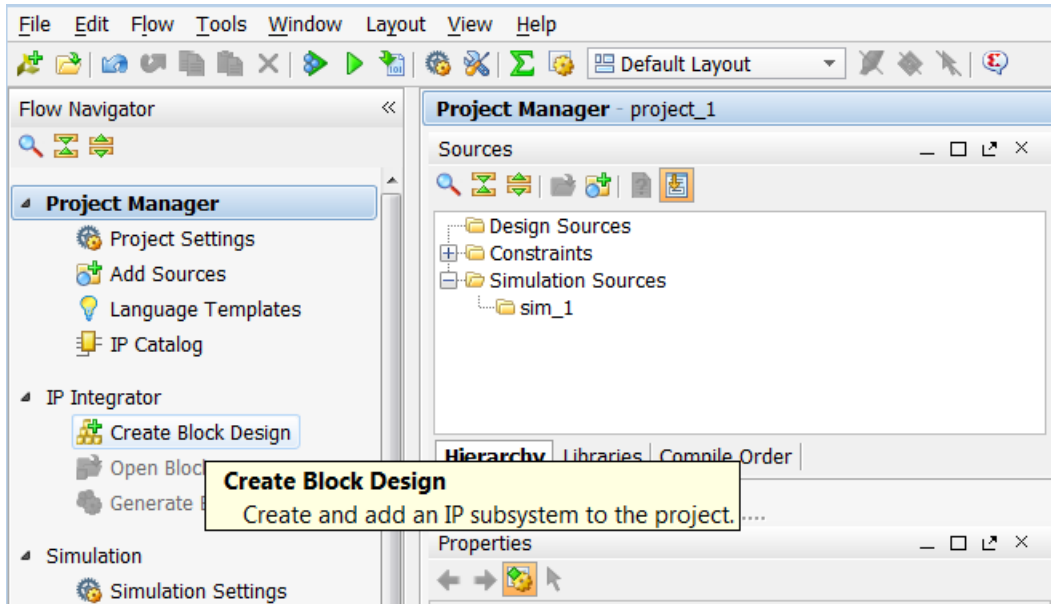 File Edit Flow Tools Window Layout View Help
Default Layout
Flow Navigator
Project Manager - project_1
Sources
Project Manager
Project Settings
Add Sources
Language Templates
IP Catalog
Design Sources
Constraints
Simulation Sources
sim_1
IP Integrator
Create Block Design
Open Bloc
Generate
Hierarchy Libraries Compile Order
Create Block Design
Create and add an IP subsystem to the project.
Properties
Simulation
Simulation Settings